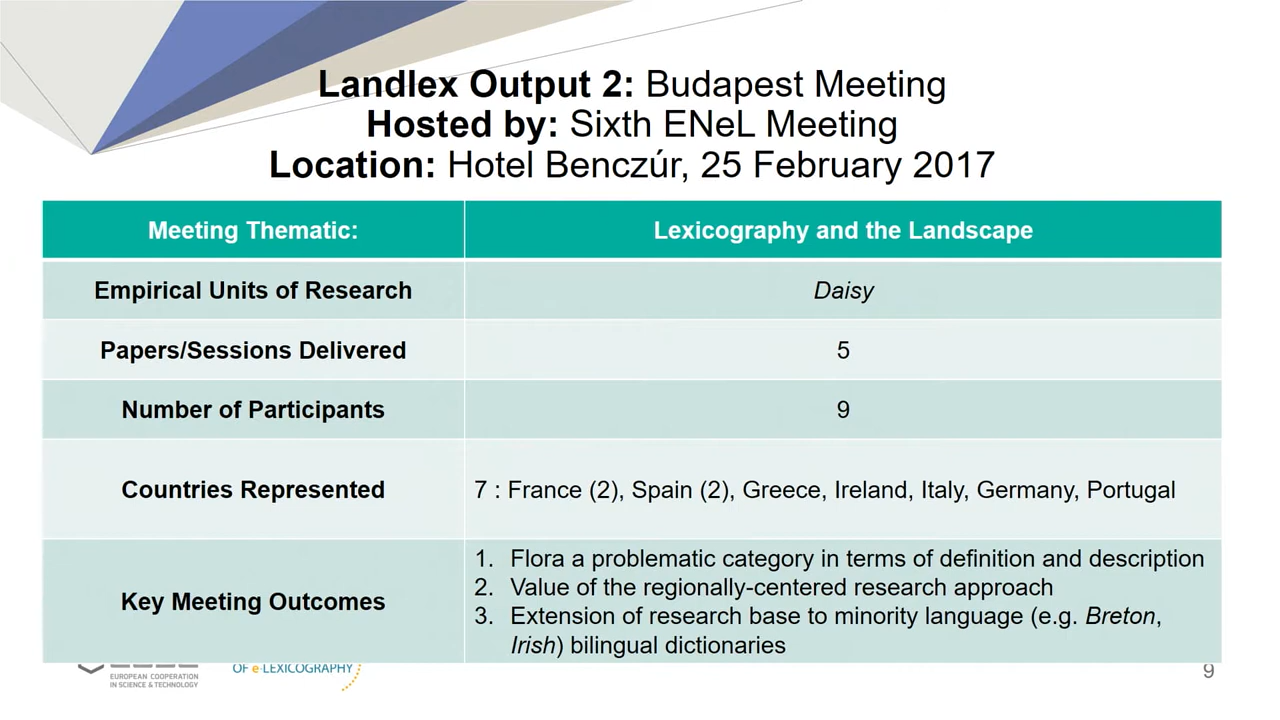 Landlex Output 2: Budapest Meeting
Hosted by: Sixth ENeL Meeting
Location: Hotel Benczúr, 25 February 2017
Meeting Thematic: Lexicography and the Landscape
Empirical Units of Research Daisy
Papers/Sessions Delivered 5
Number of Participants 9
Countries Represented 7 : France (2), Spain (2), Greece, Ireland, Italy, Germany, Portugal
Key Meeting Outcomes
1. Flora a problematic category in terms of definition and description
2. Value of the regionally-centered research approach
3. Extension of research base to minority language (e.g. Breton,
Irish) bilingual dictionaries
OF e-LEXICOGRAPHY
EUROPEAN COOPERATION
IN SCIENCE & TECHNOLOGY
9